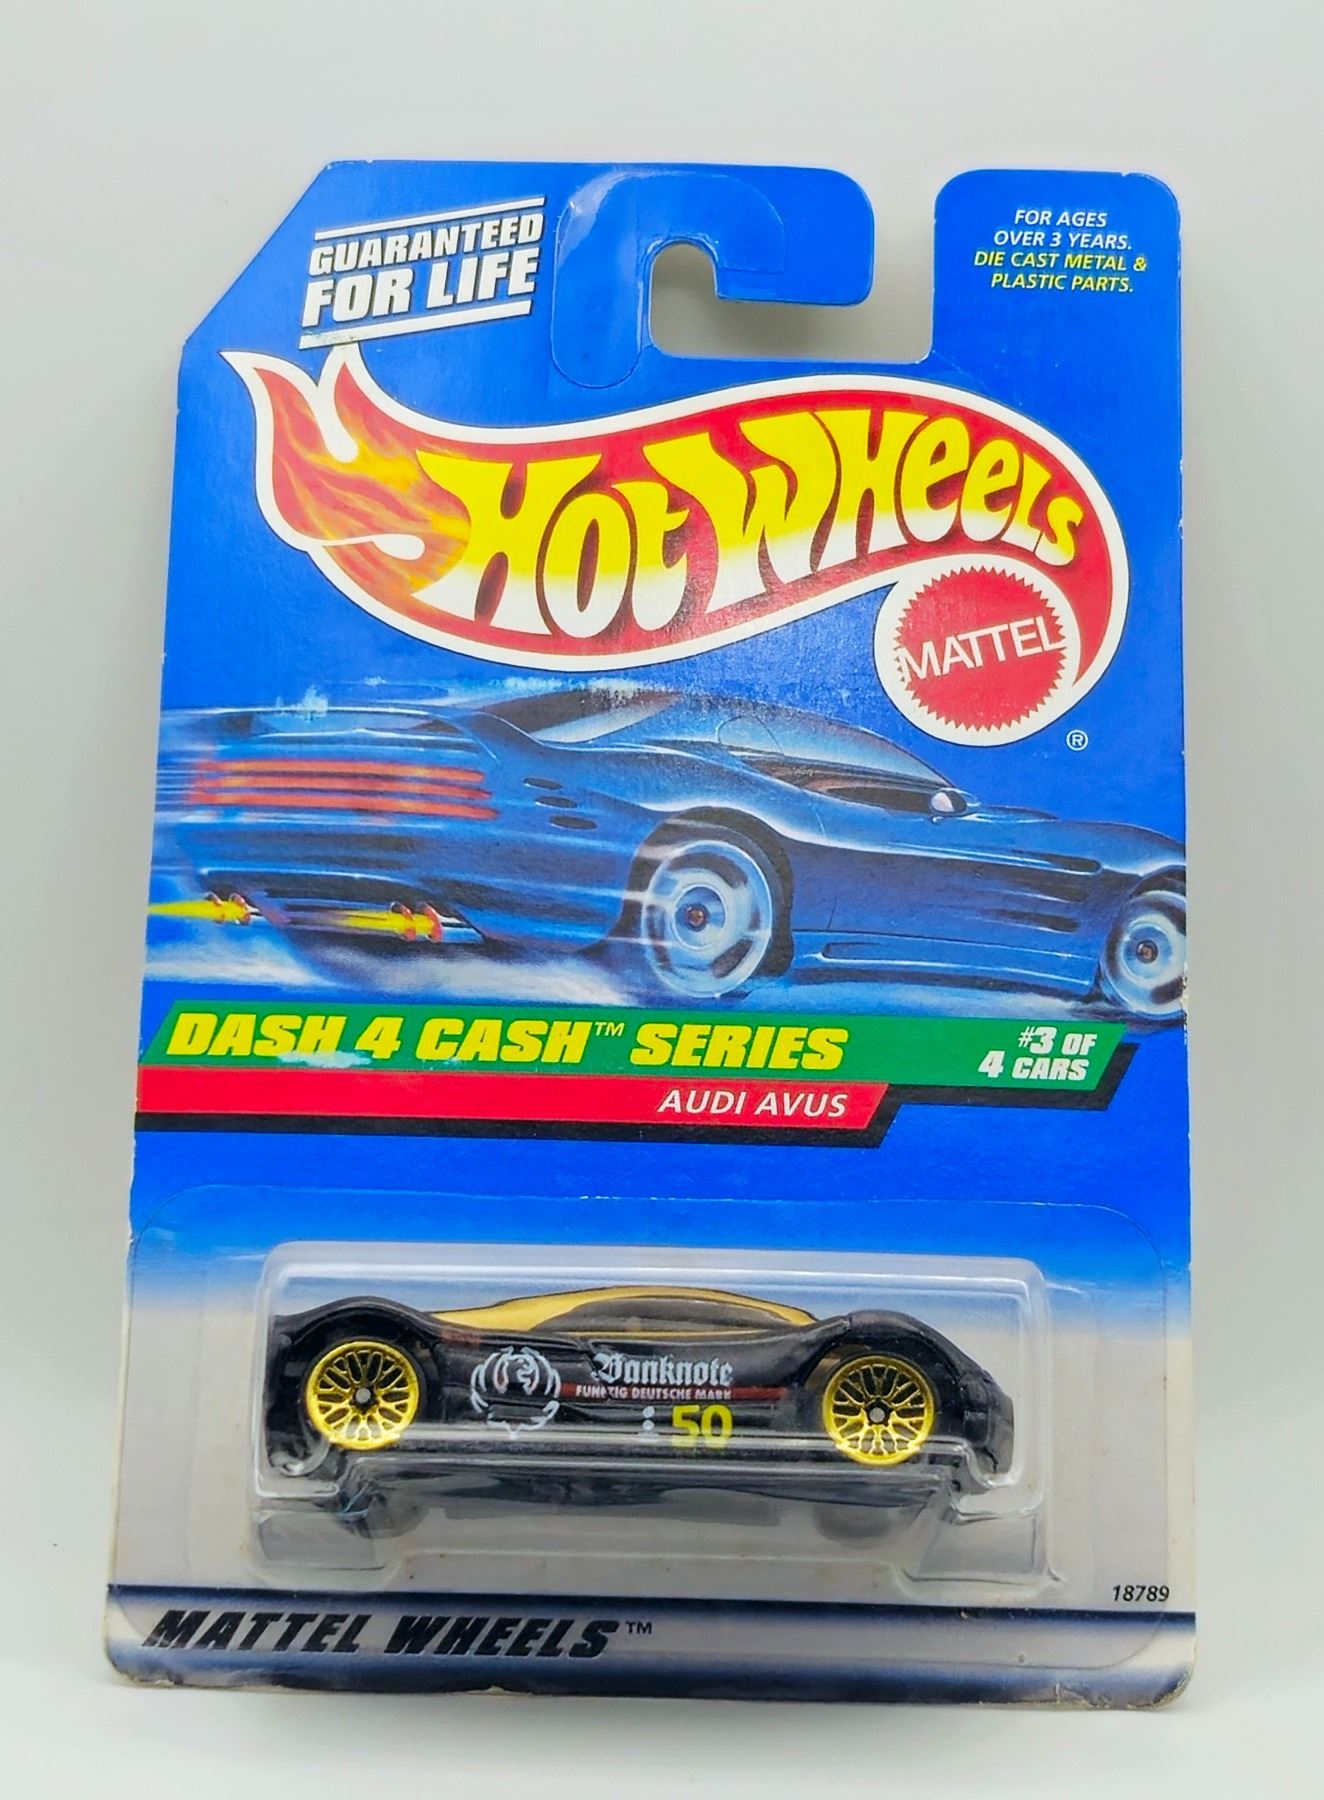 GUARANTEED
FOR LIFE
FOR AGES
OVER 3 YEARS.
DIE CAST METAL &
PLASTIC PARTS.
HOT WHEELS
MATTEL
®
DASH 4 CASH™ SERIES
#3 OF
4 CARS
AUDI AVUS
Banknote
FUNFZIG DEUTSCHE MARK
50
18789
MATTEL WHEELS™